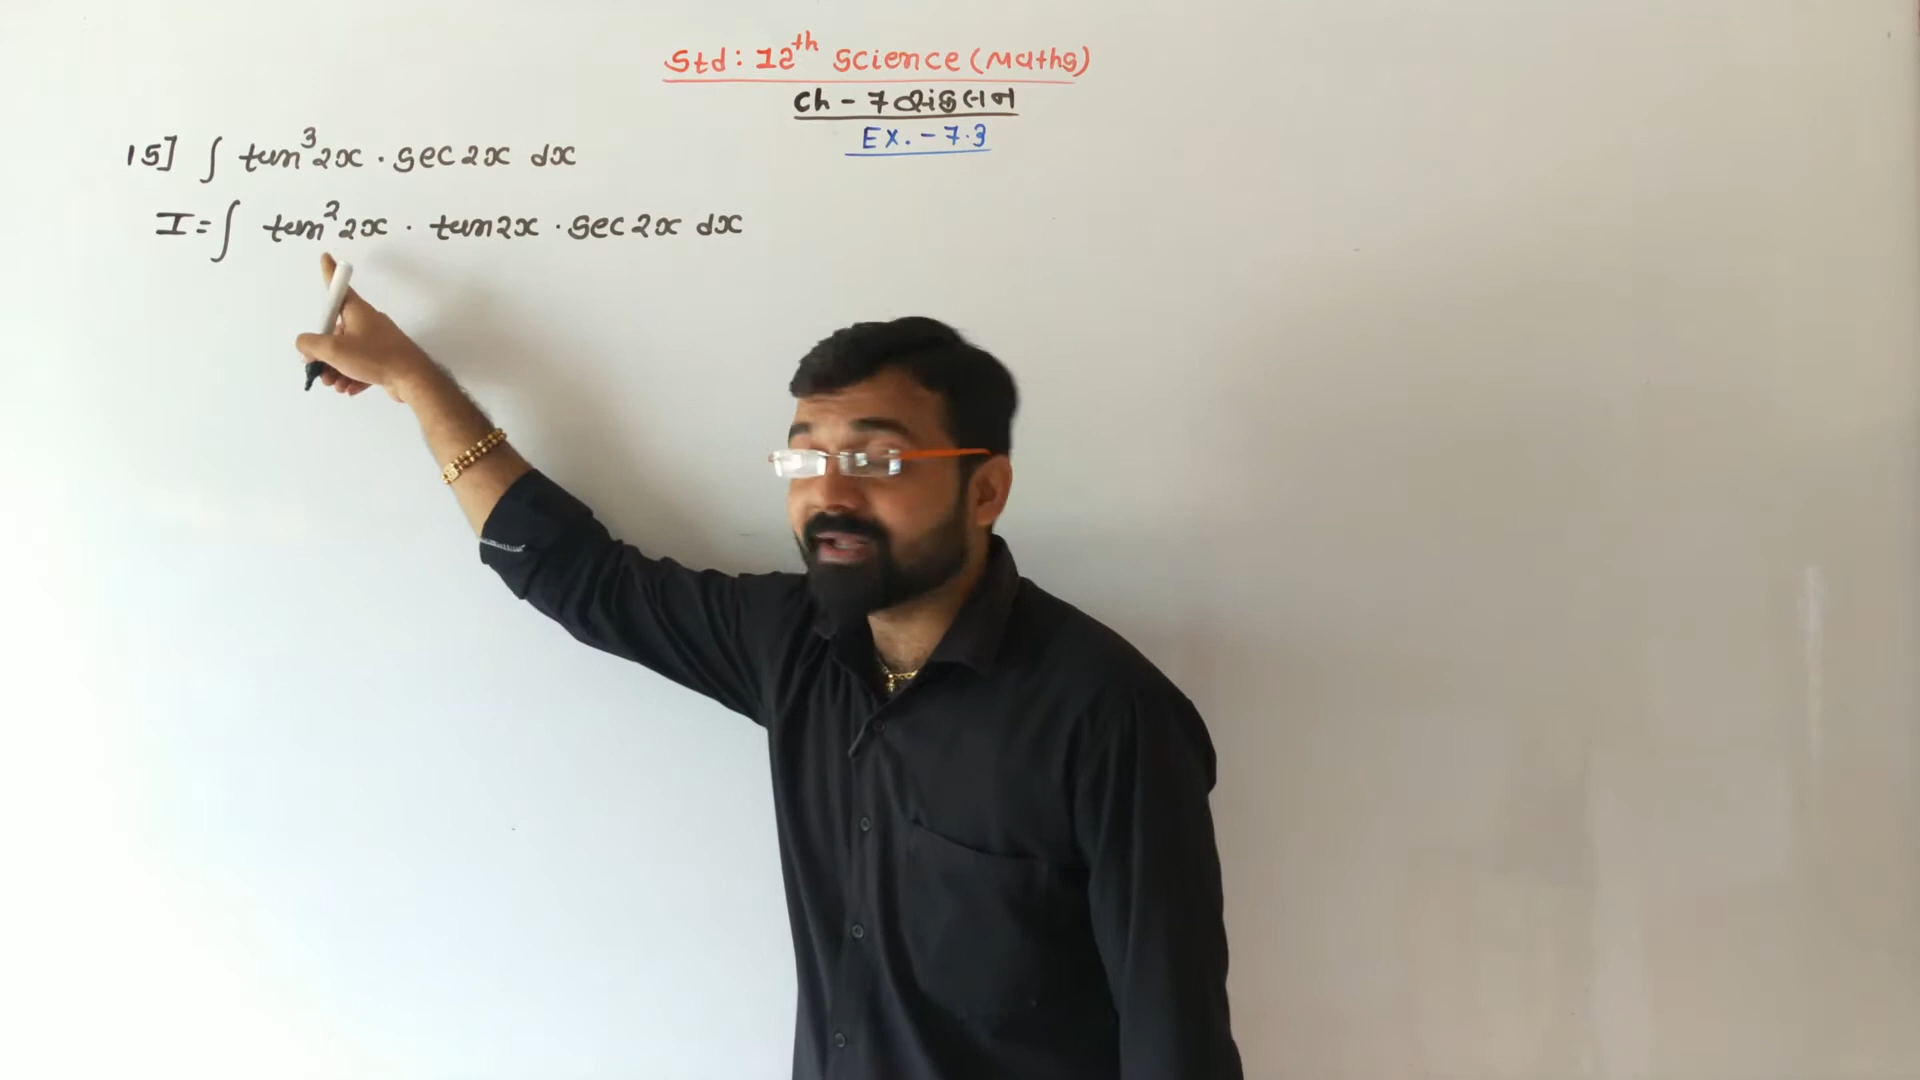 Std: 12th Science (Maths)
Ch - 7 સંકલન
EX. - 7.3
15] ∫ tan³2x · sec2x dx
I = ∫ tan²2x · tan2x · sec2x dx